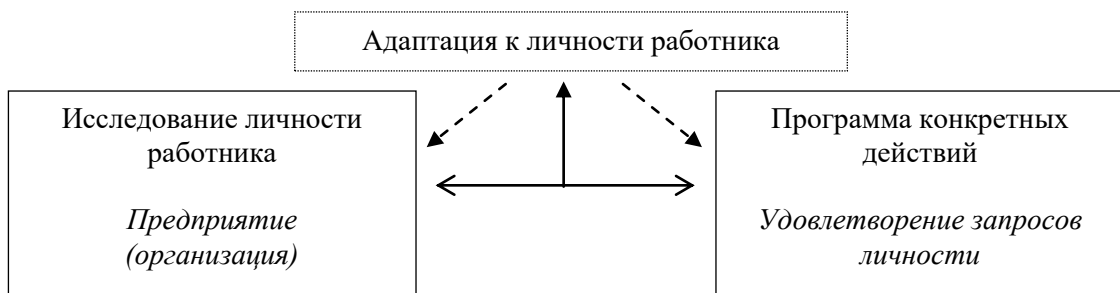 Адаптация к личности работника
Исследование личности
работника
Предприятие
(организация)
Программа конкретных
действий
Удовлетворение запросов
личности